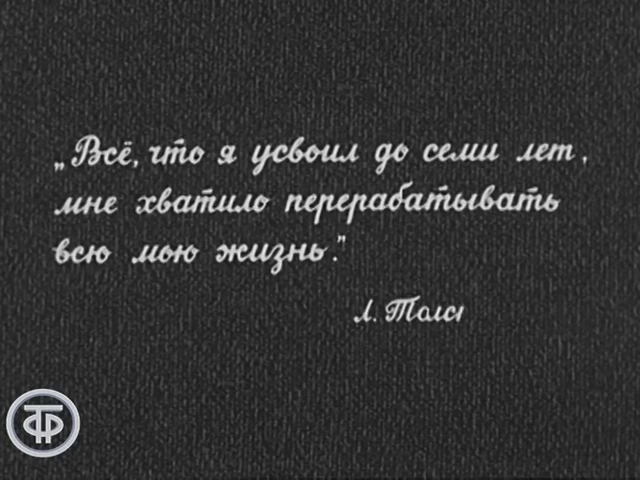 „Всё, что я усвоил до семи лет,
мне хватило перерабатывать
всю мою жизнь."
Л. Толс